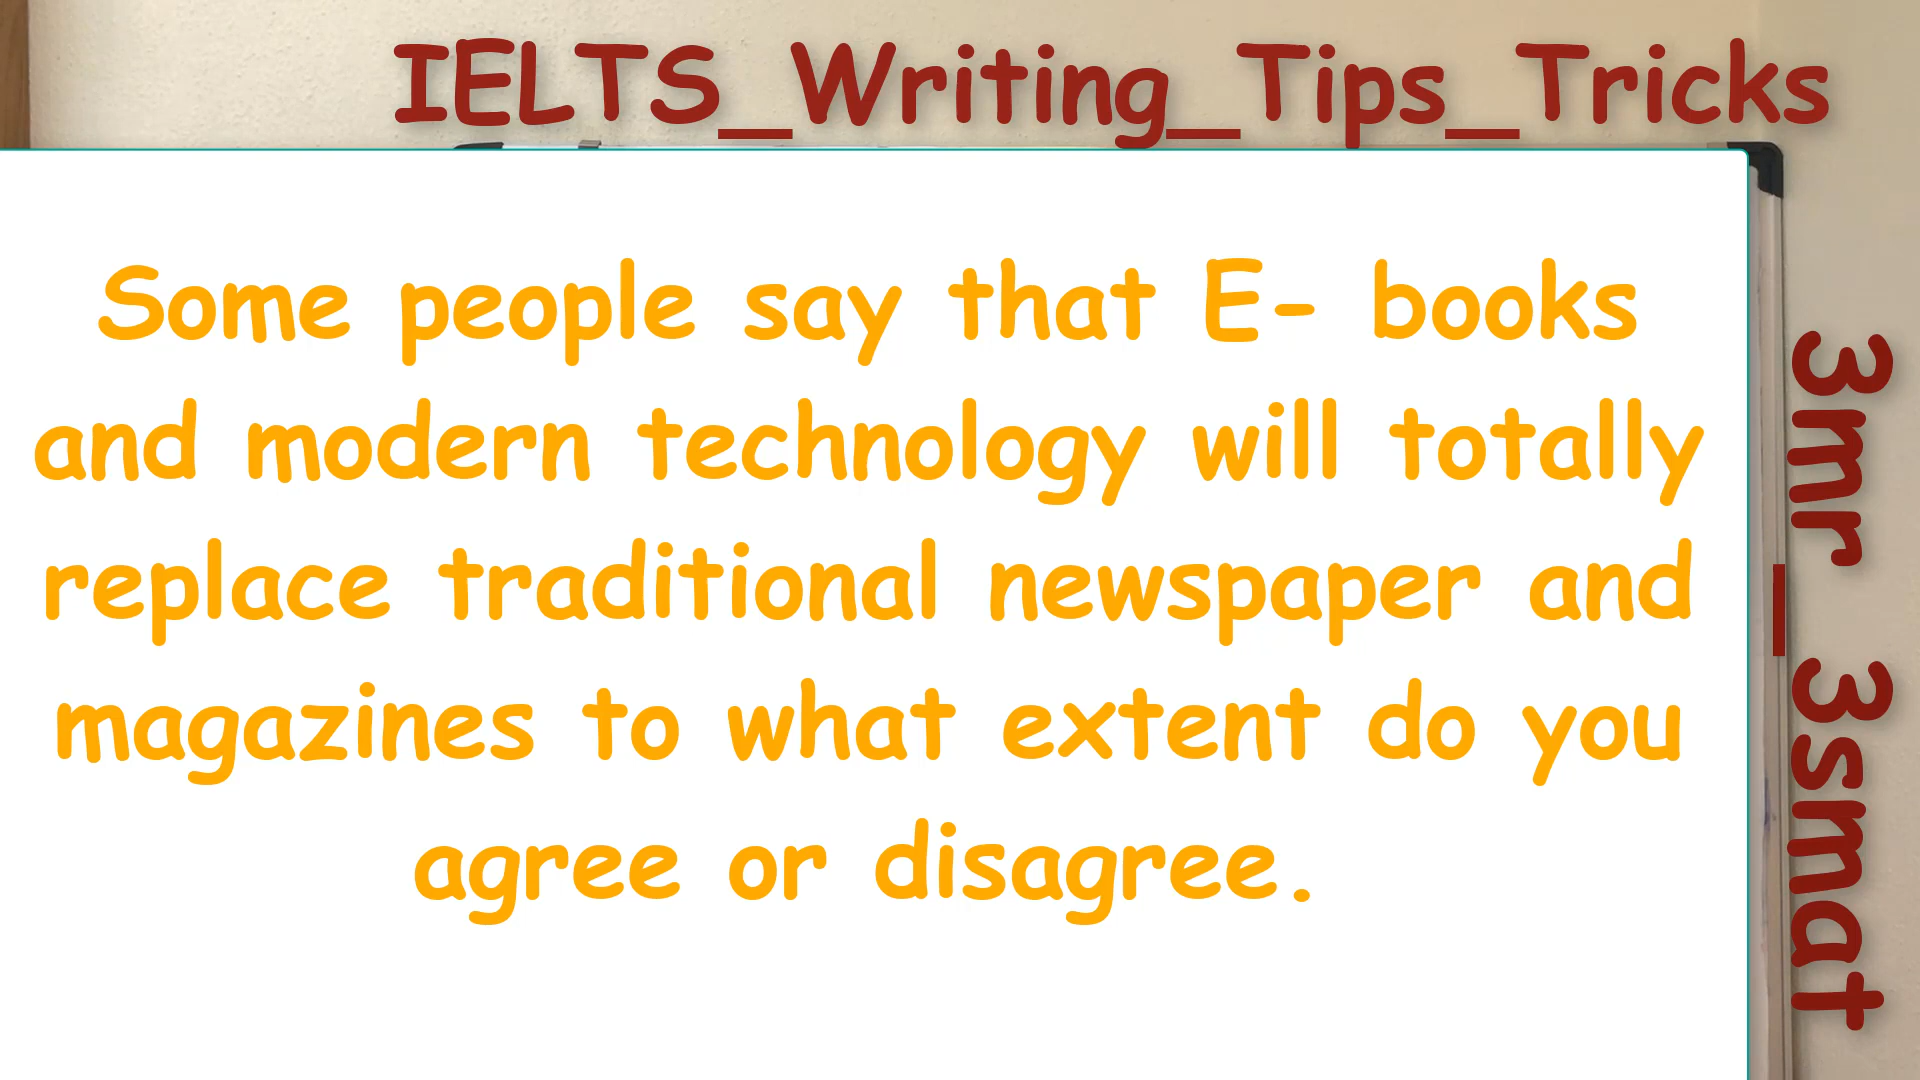 IELTS_Writing_Tips_Tricks
Some people say that E- books
and modern technology will totally
replace traditional newspaper and
magazines to what extent do you
agree or disagree.
3mr_3smat